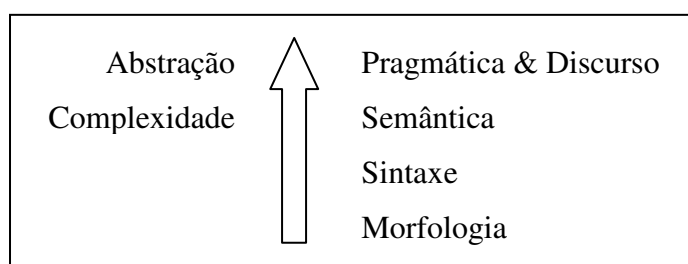 Abstração
Complexidade
Pragmática & Discurso
Semântica
Sintaxe
Morfologia